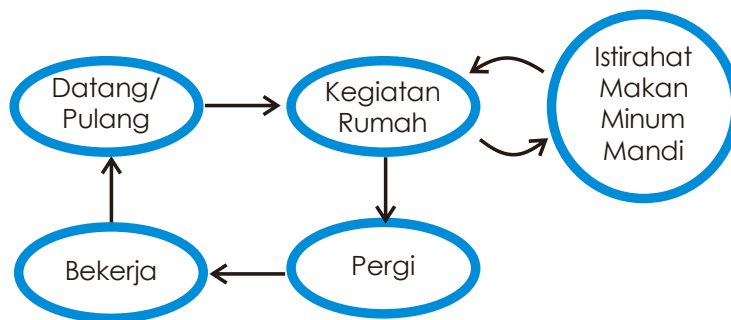 Datang/
Pulang
Kegiatan
Rumah
Istirahat
Makan
Minum
Mandi
Bekerja
Pergi